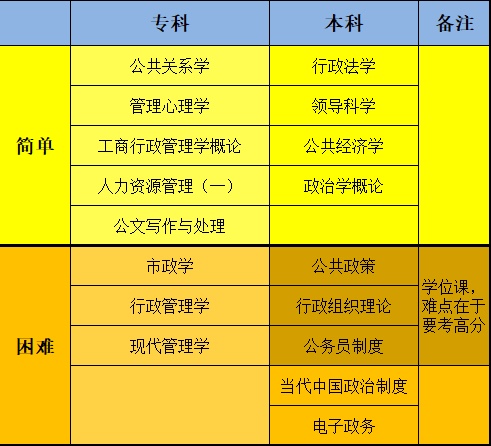 专科 本科 备注
简单
公共关系学 行政法学
管理心理学 领导科学
工商行政管理学概论 公共经济学
人力资源管理（一） 政治学概论
公文写作与处理
困难
市政学 公共政策
行政管理学 行政组织理论
现代管理学 公务员制度
学位课，
难点在于
要考高分
当代中国政治制度
电子政务